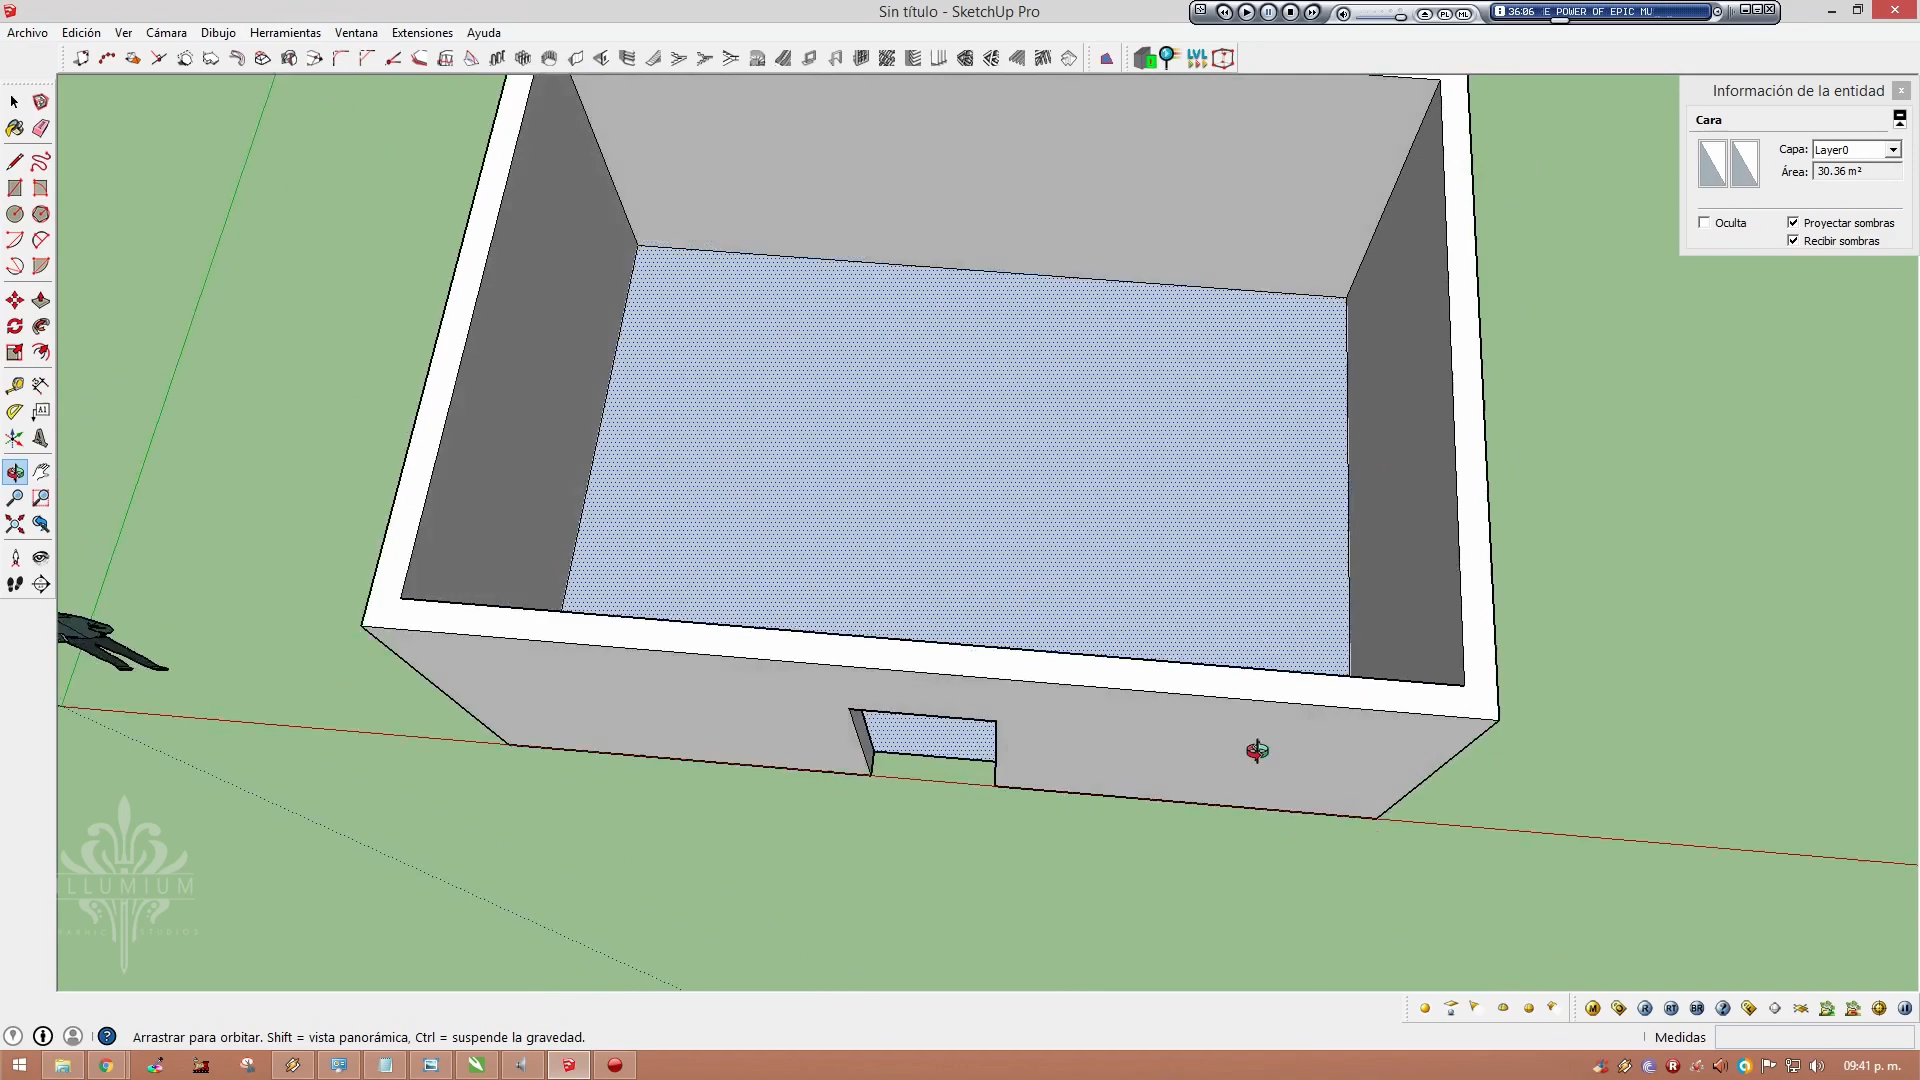 Sin título - SketchUp Pro
36:06 E POWER OF EPIC MU
Archivo Edición Ver Cámara Dibujo Herramientas Ventana Extensiones Ayuda
Información de la entidad
Cara
Capa: Layer0
Área: 30.36 m²
Oculta
Proyectar sombras
Recibir sombras
ILLUMIUM
STUDIOS
Arrastrar para orbitar. Shift = vista panorámica, Ctrl = suspende la gravedad.
Medidas
09:41 p. m.